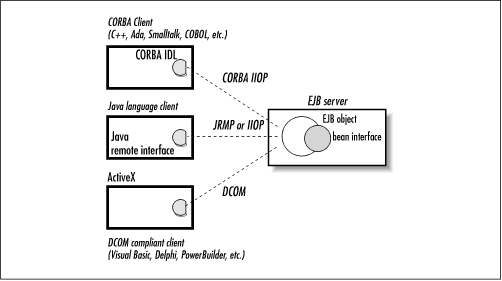 CORBA Client
(C++, Ada, Smalltalk, COBOL, etc.)
CORBA IDL
CORBA IIOP
EJB server
Java language client
JRMP or IIOP
EJB object
bean interface
Java
remote interface
ActiveX
DCOM
DCOM compliant client
(Visual Basic, Delphi, PowerBuilder, etc.)